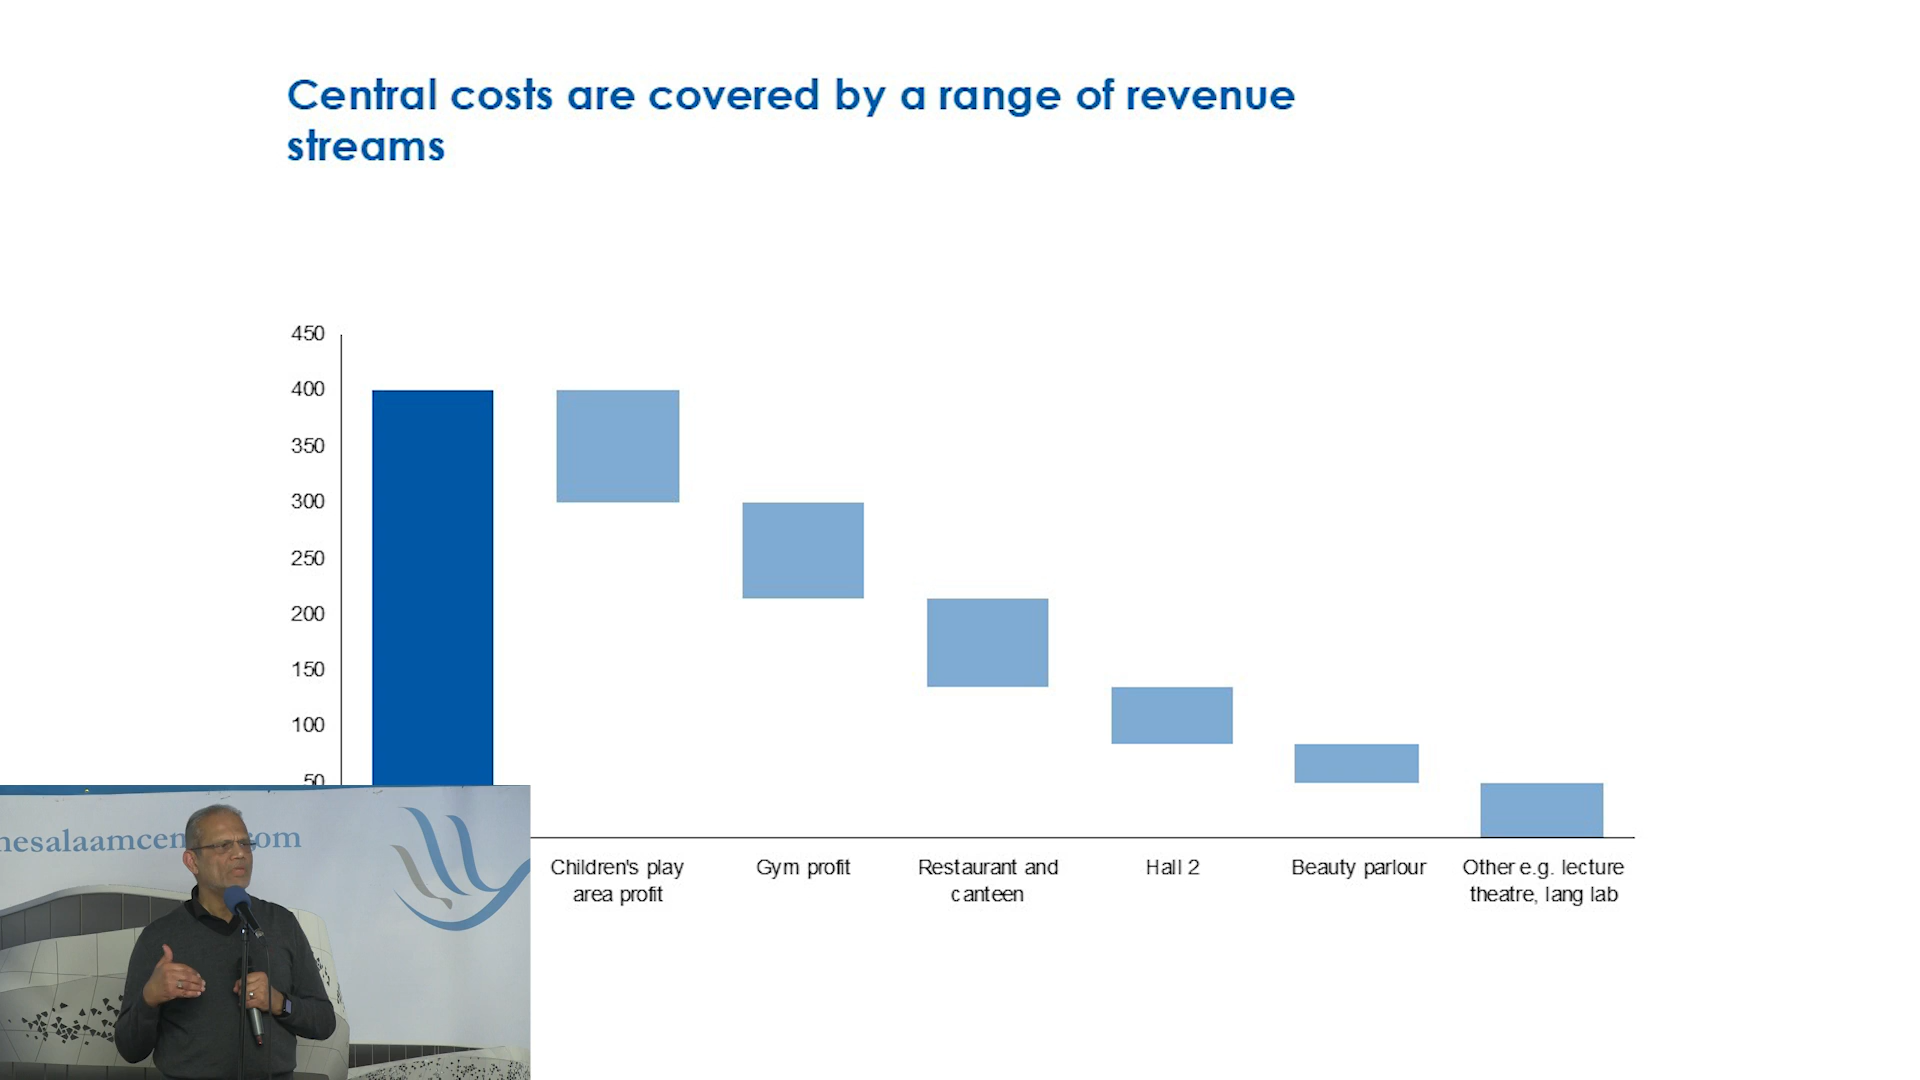 Central costs are covered by a range of revenue
streams
450
400
350
300
250
200
150
100
50
Children's play
area profit
Gym profit
Restaurant and
canteen
Hall 2
Beauty parlour
Other e.g. lecture
theatre, lang lab